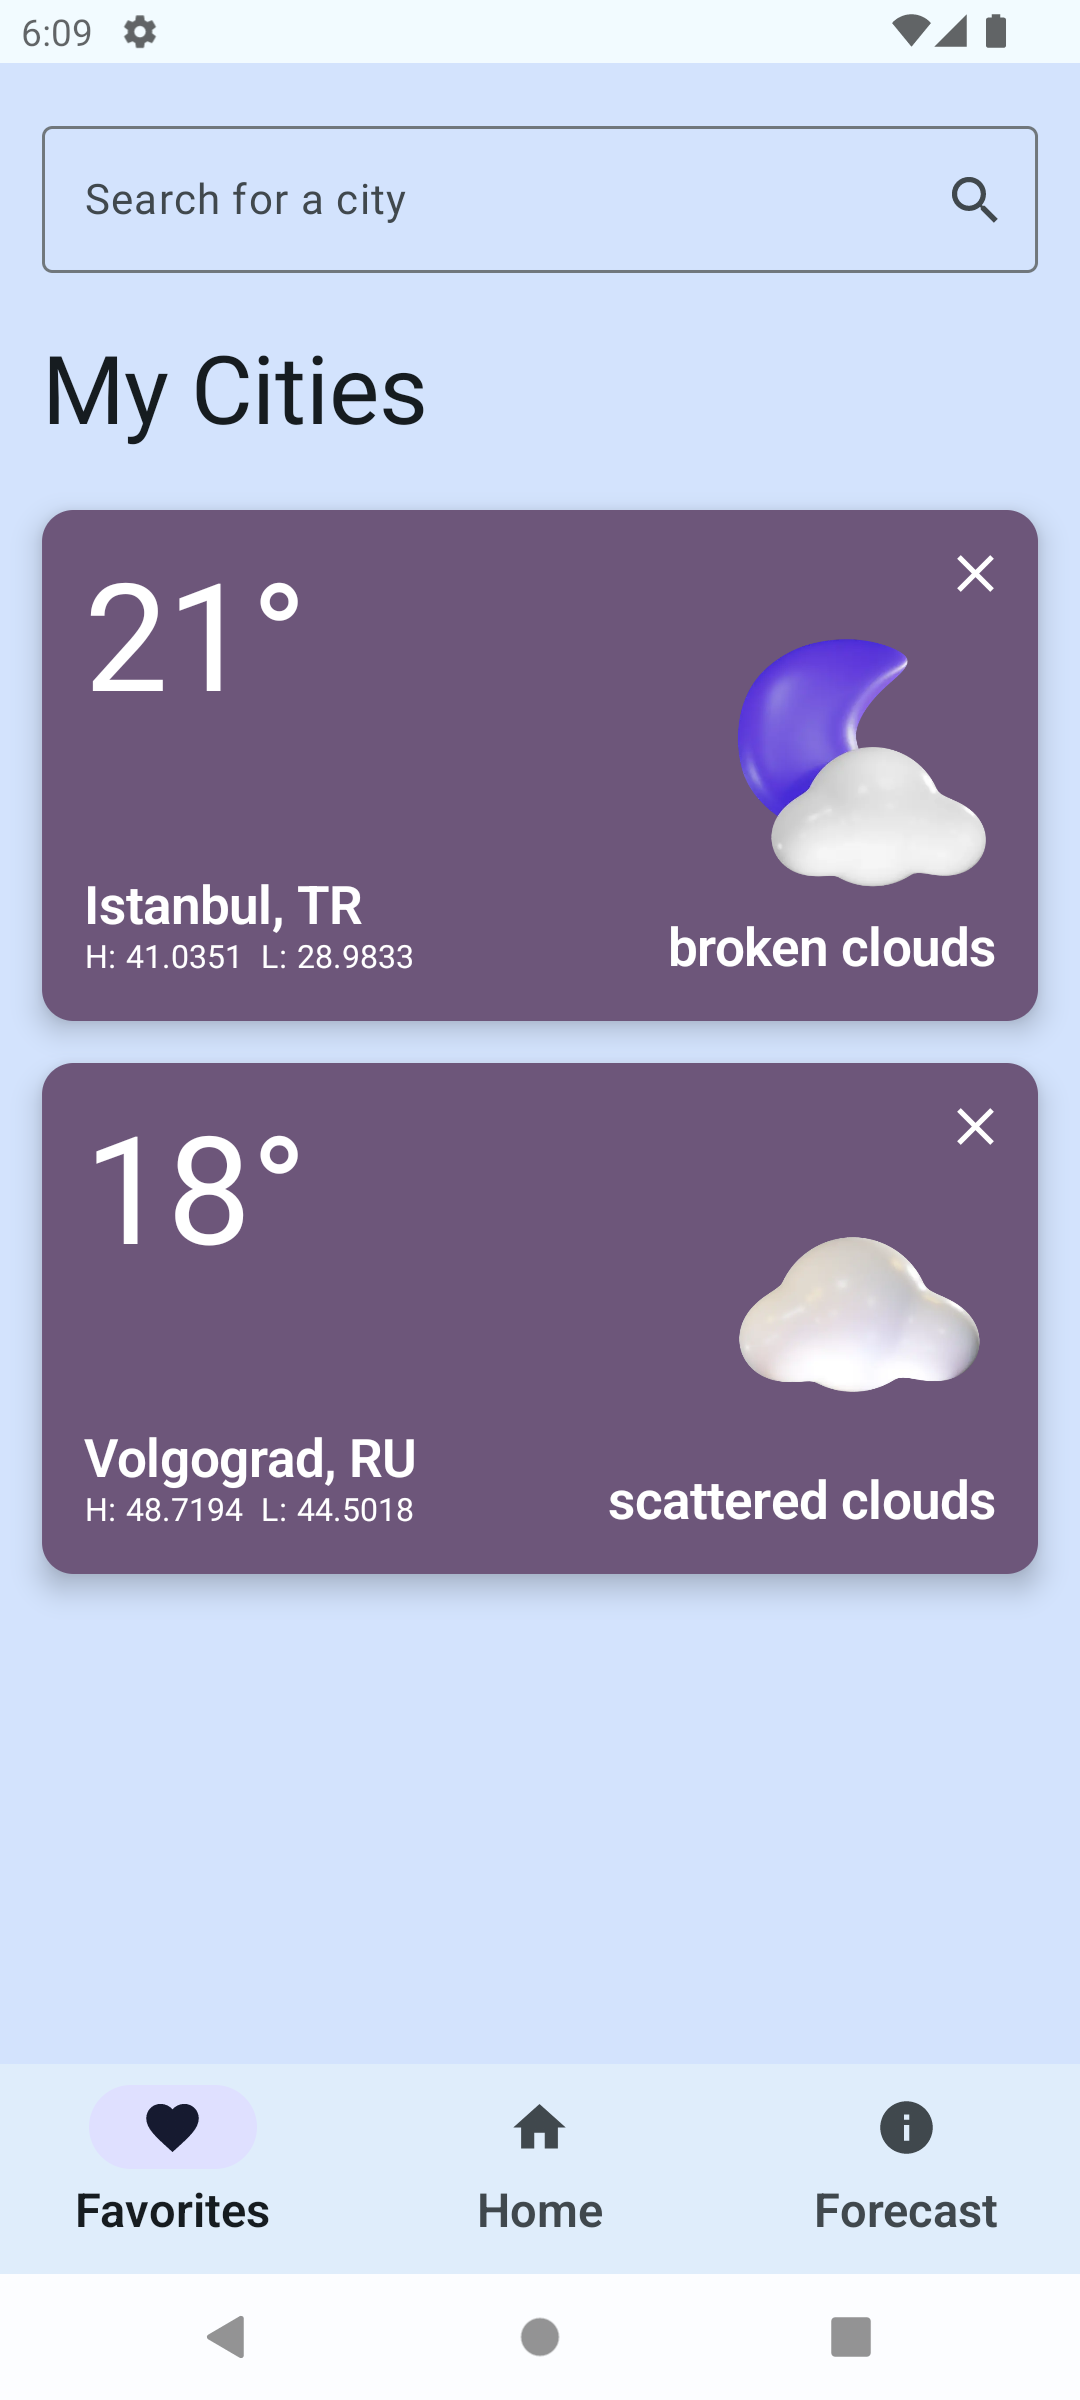 6:09
Search for a city
My Cities
21°
Istanbul, TR
H: 41.0351 L: 28.9833
broken clouds
18°
Volgograd, RU
H: 48.7194 L: 44.5018
scattered clouds
Favorites
Home
Forecast